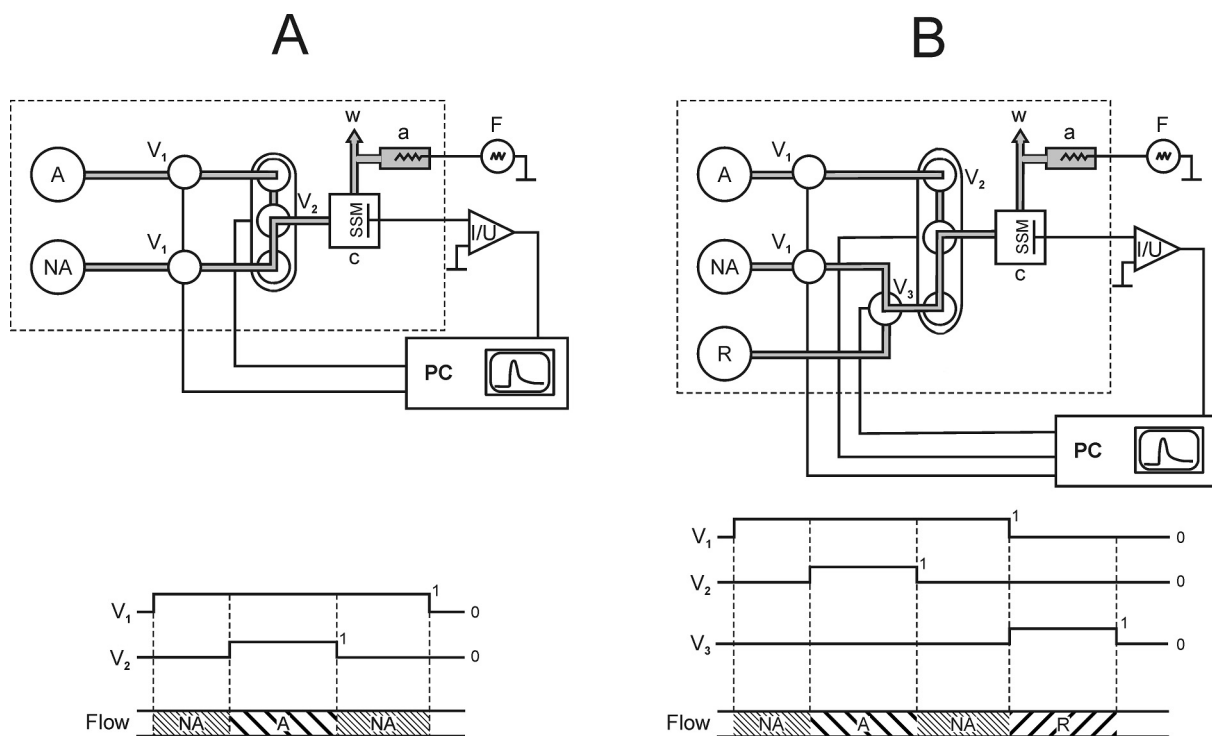 A
B
w
a
F
A
V1
V2
SSM
I/U
NA
V1
c
PC
w
a
F
A
V1
V2
SSM
I/U
NA
V1
V3
c
R
PC
V1 1 0
V2 1 0
Flow NA A NA
V1 1 0
V2 1 0
V3 1 0
Flow NA A NA R